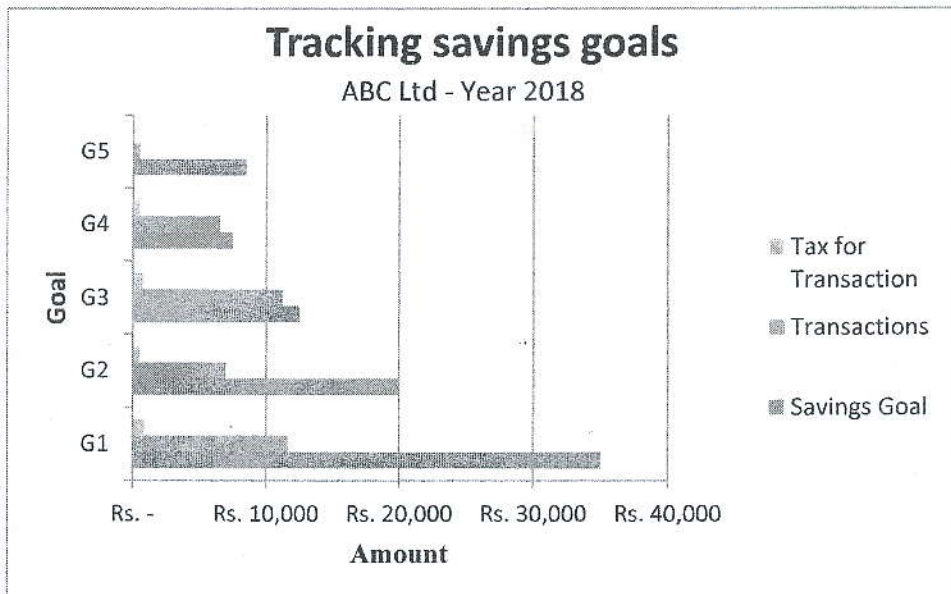 Tracking savings goals
ABC Ltd - Year 2018
G5
G4
G3
G2
G1
Goal
Rs. -
Rs. 10,000
Rs. 20,000
Rs. 30,000
Rs. 40,000
Amount
Tax for
Transaction
Transactions
Savings Goal